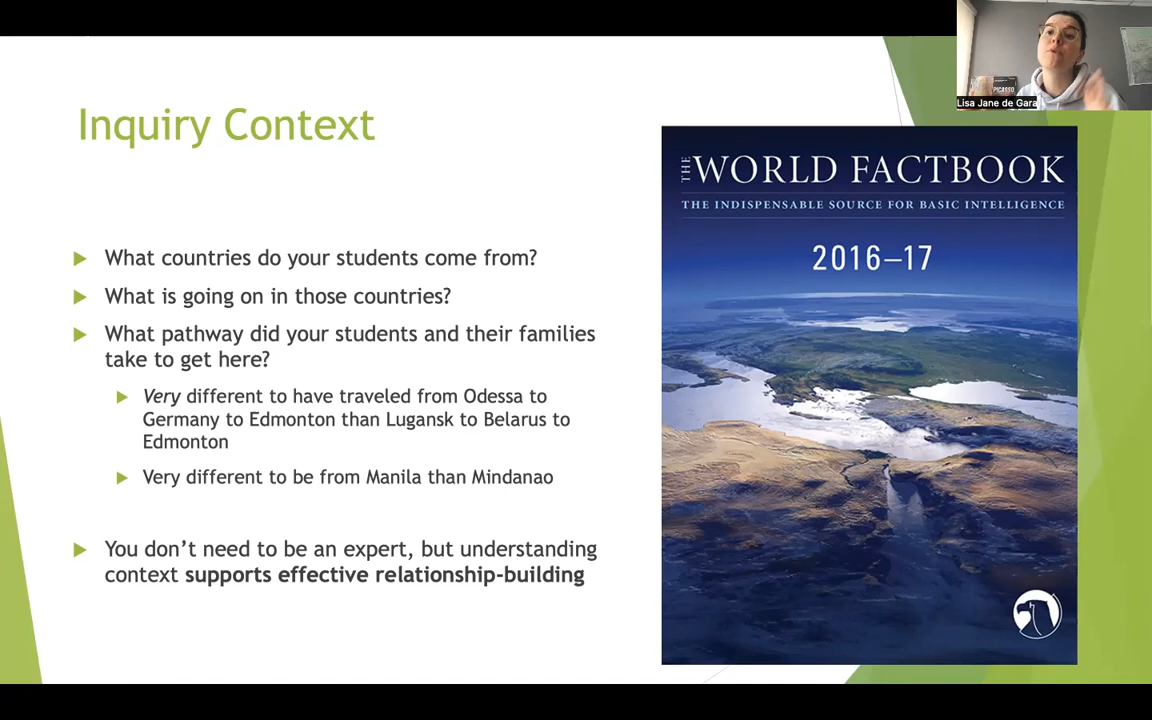 Inquiry Context
What countries do your students come from?
What is going on in those countries?
What pathway did your students and their families
take to get here?
Very different to have traveled from Odessa to
Germany to Edmonton than Lugansk to Belarus to
Edmonton
Very different to be from Manila than Mindanao
You don’t need to be an expert, but understanding
context supports effective relationship-building
THE WORLD FACTBOOK
THE INDISPENSABLE SOURCE FOR BASIC INTELLIGENCE
2016–17
PICASSO
Lisa Jane de Gara